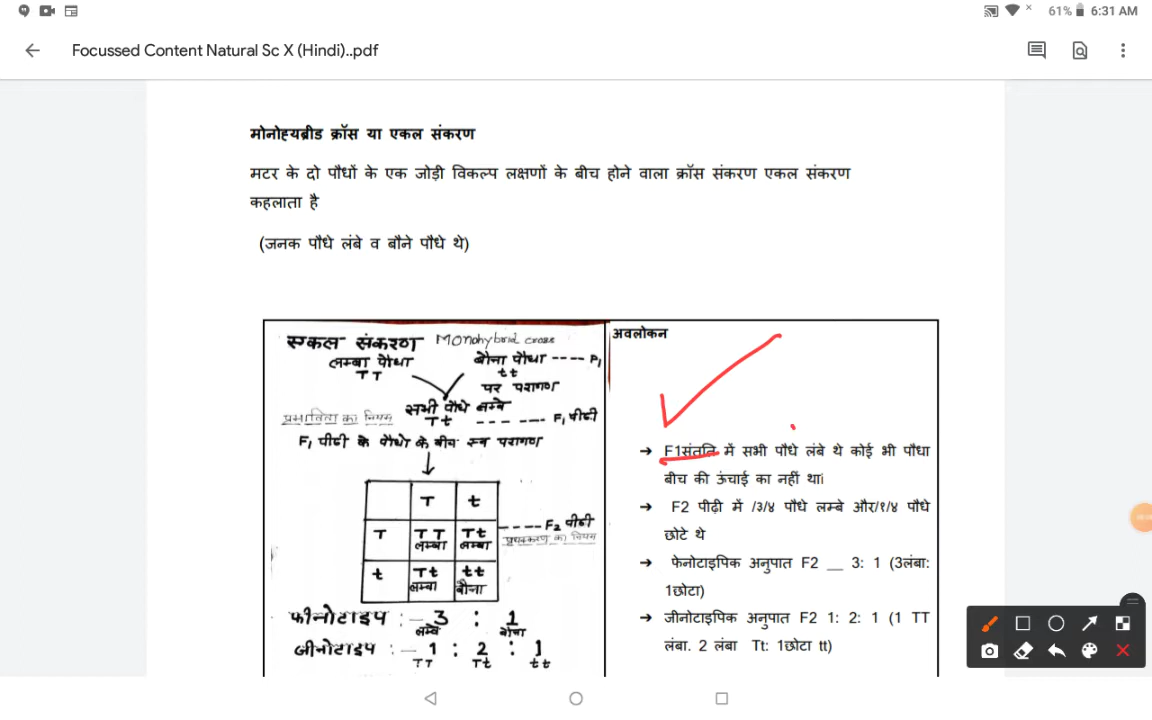 61% 6:31 AM
Focussed Content Natural Sc X (Hindi)..pdf
मोनोह्यब्रीड क्रॉस या एकल संकरण
मटर के दो पौधों के एक जोड़ी विकल्प लक्षणों के बीच होने वाला क्रॉस संकरण एकल संकरण
कहलाता है
(जनक पौधे लंबे व बौने पौधे थे)
एकल संकरण Monohybrid cross
लम्बा पौधा बौना पौधा ---- P1
TT tt
पर परागण
सभी पौधे लम्बे
प्रभाविता का नियम Tt ---- F1 पीढी
F1 पीढी के पौधो के बीच स्व परागण
T t
T TT Tt ---- F2 पीढी
लम्बा लम्बा पृथक्करण का नियम
t Tt tt
लम्बा बौना
फीनोटाइप :- 3 : 1
लम्बे बौना
जीनोटाइप :- 1 : 2 : 1
TT Tt tt
अवलोकन
→ F1संतति में सभी पौधे लंबे थे कोई भी पौधा
बीच की ऊंचाई का नहीं था।
→ F2 पीढ़ी में /३/४ पौधे लम्बे और/१/४ पौधे
छोटे थे
→ फेनोटाइपिक अनुपात F2 __ 3: 1 (3लंबा:
1छोटा)
→ जीनोटाइपिक अनुपात F2 1: 2: 1 (1 TT
लंबा. 2 लंबा Tt: 1छोटा tt)